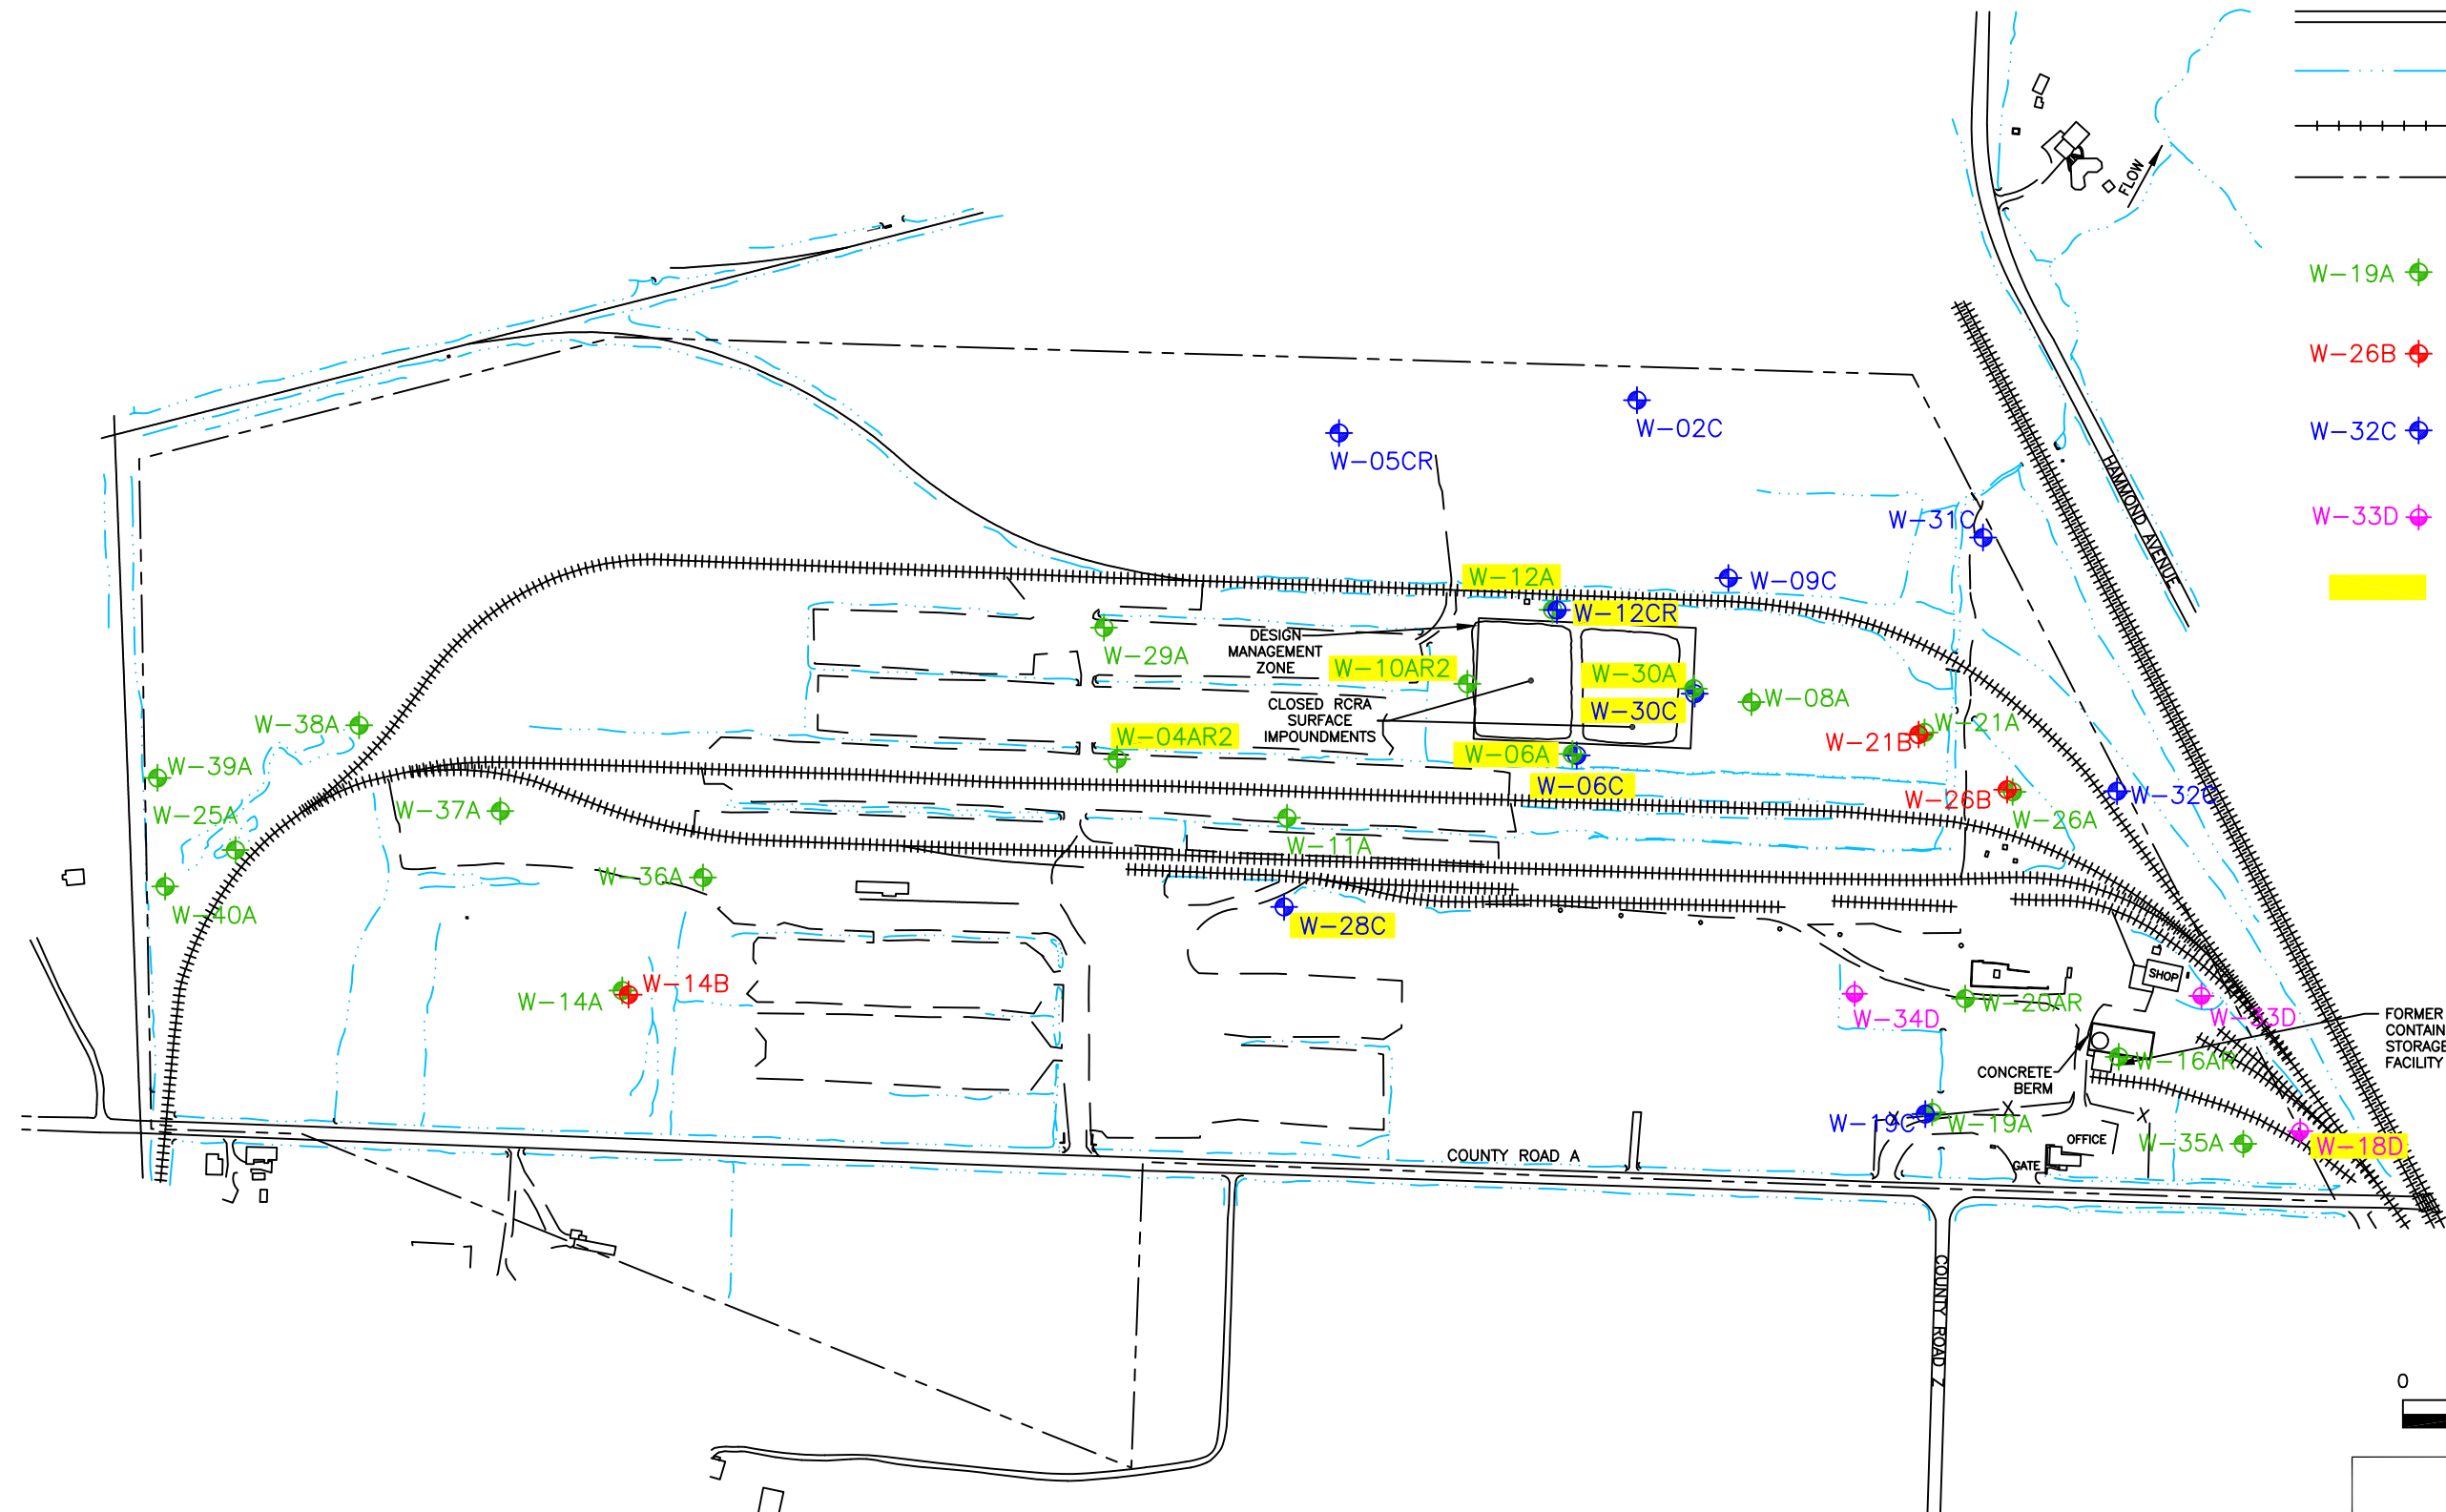 FLOW
W-19A
W-26B
W-32C
W-33D
HAMMOND AVENUE
W-02C
W-05CR
W-31C
W-12A
W-09C
W-12CR
DESIGN
MANAGEMENT
ZONE
W-29A
W-10AR2
W-30A
W-08A
CLOSED RCRA
SURFACE
IMPOUNDMENTS
W-30C
W-38A
W-04AR2
W-21A
W-21B
W-06A
W-39A
W-06C
W-26B
W-32C
W-25A
W-37A
W-26A
W-11A
W-36A
W-40A
W-28C
SHOP
W-14B
W-14A
W-20AR
W-34D
W-33D
FORMER
CONTAIN
STORAGE
FACILITY
W-16AR
CONCRETE
BERM
X
X
X
W-19C
W-19A
OFFICE
W-35A
W-18D
GATE
COUNTY ROAD A
COUNTY ROAD Z
0